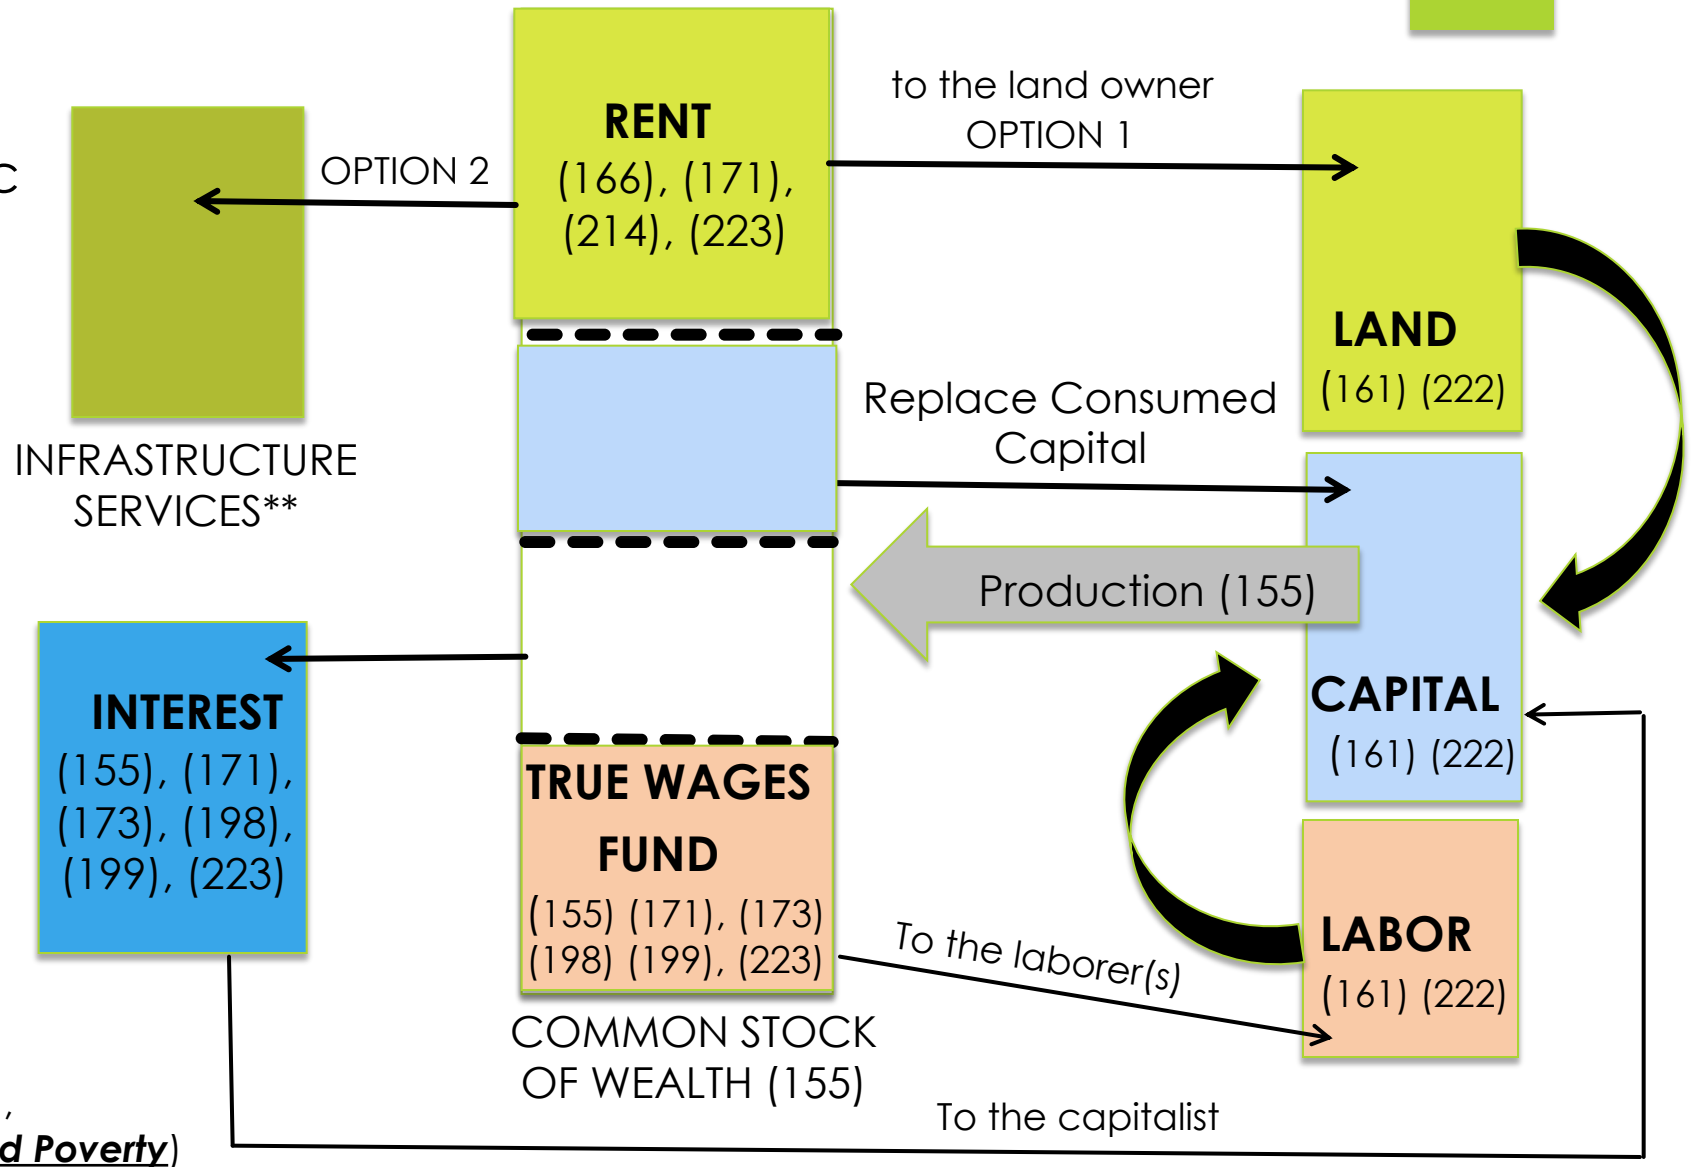 C
INFRASTRUCTURE
SERVICES**
OPTION 2
RENT
(166), (171),
(214), (223)
to the land owner
OPTION 1
LAND
(161) (222)
Replace Consumed
Capital
Production (155)
CAPITAL
(161) (222)
INTEREST
(155), (171),
(173), (198),
(199), (223)
TRUE WAGES
FUND
(155) (171), (173)
(198) (199), (223)
COMMON STOCK
OF WEALTH (155)
To the laborer(s)
LABOR
(161) (222)
To the capitalist
,
d Poverty)